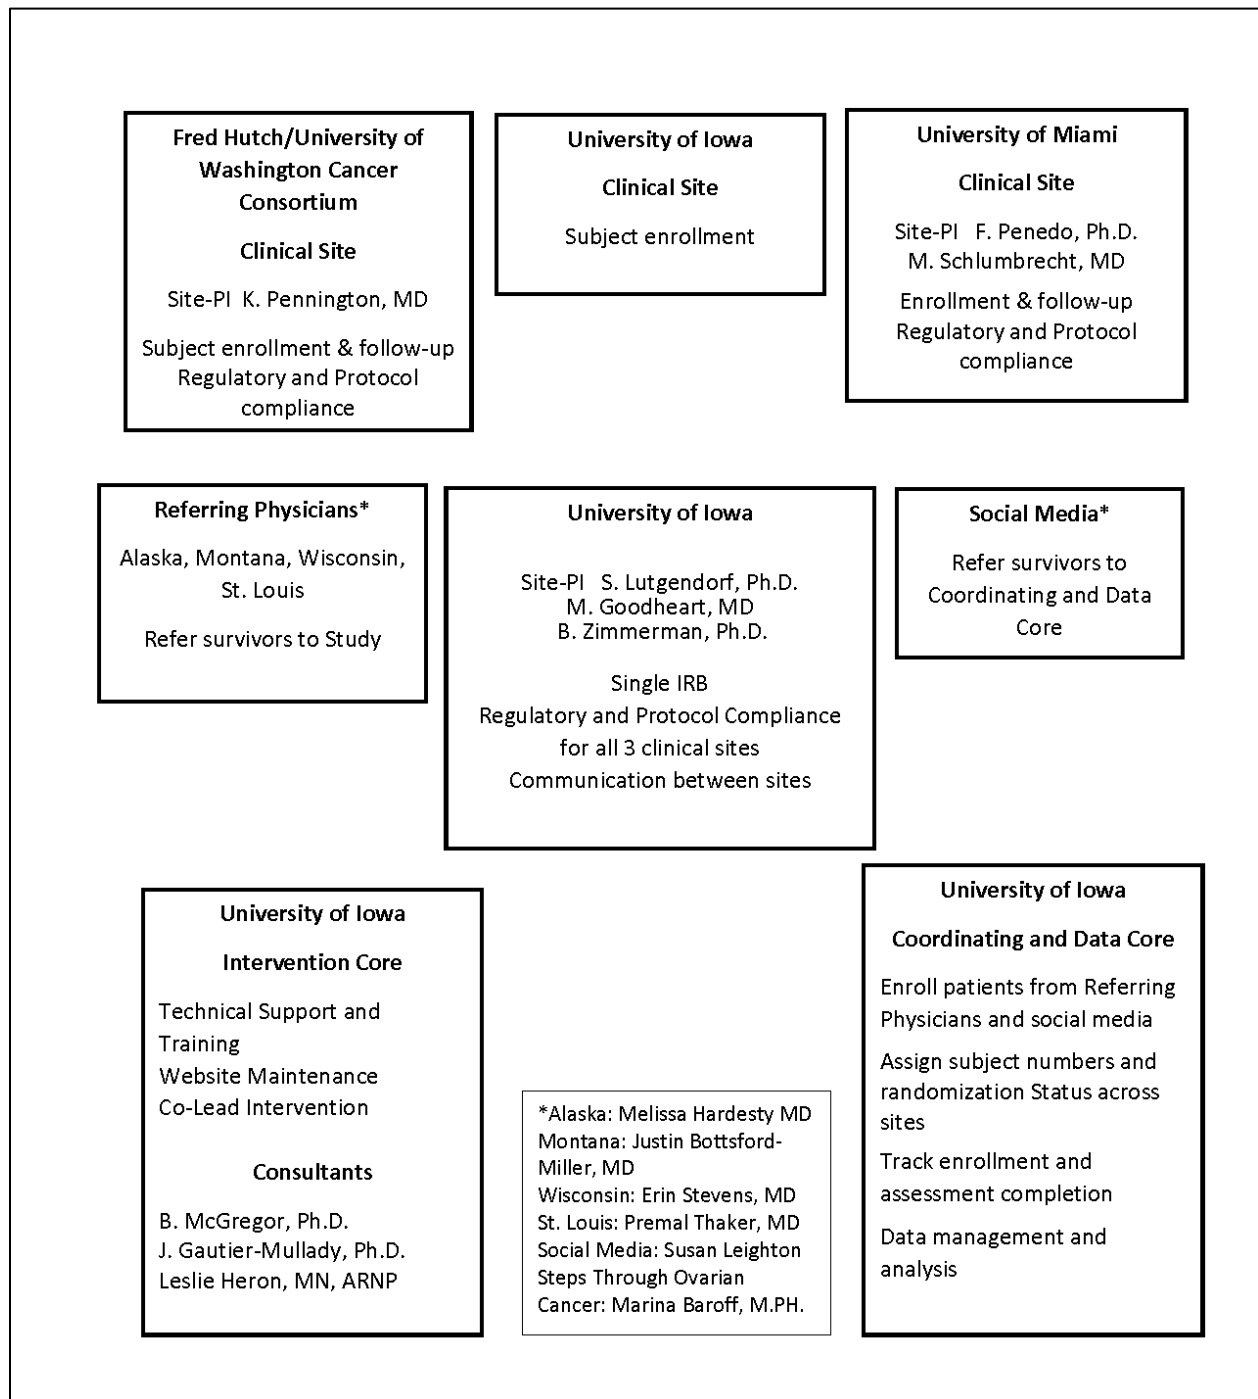 Fred Hutch/University of
Washington Cancer
Consortium
Clinical Site
Site-PI K. Pennington, MD
Subject enrollment & follow-up
Regulatory and Protocol
compliance
University of Iowa
Clinical Site
Subject enrollment
University of Miami
Clinical Site
Site-PI F. Penedo, Ph.D.
M. Schlumbrecht, MD
Enrollment & follow-up
Regulatory and Protocol
compliance
Referring Physicians*
Alaska, Montana, Wisconsin,
St. Louis
Refer survivors to Study
University of Iowa
Site-PI S. Lutgendorf, Ph.D.
M. Goodheart, MD
B. Zimmerman, Ph.D.
Single IRB
Regulatory and Protocol Compliance
for all 3 clinical sites
Communication between sites
Social Media*
Refer survivors to
Coordinating and Data
Core
University of Iowa
Intervention Core
Technical Support and
Training
Website Maintenance
Co-Lead Intervention
Consultants
B. McGregor, Ph.D.
J. Gautier-Mullady, Ph.D.
Leslie Heron, MN, ARNP
*Alaska: Melissa Hardesty MD
Montana: Justin Bottsford-
Miller, MD
Wisconsin: Erin Stevens, MD
St. Louis: Premal Thaker, MD
Social Media: Susan Leighton
Steps Through Ovarian
Cancer: Marina Baroff, M.PH.
University of Iowa
Coordinating and Data Core
Enroll patients from Referring
Physicians and social media
Assign subject numbers and
randomization Status across
sites
Track enrollment and
assessment completion
Data management and
analysis